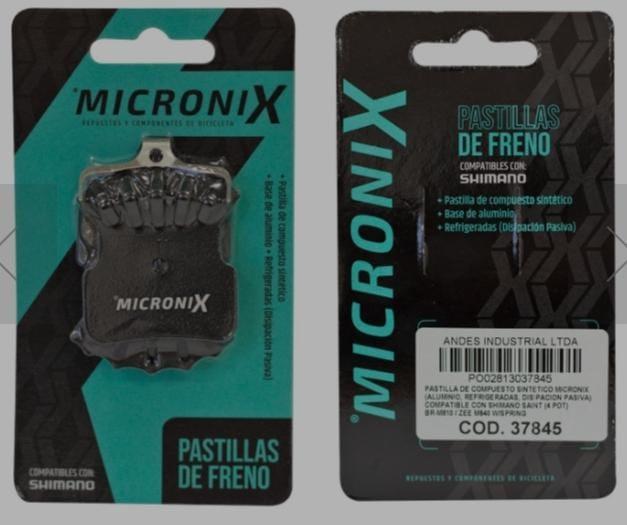 MICRONIX
REPUESTOS Y COMPONENTES DE BICICLETA
• Pastilla de compuesto sintético
• Base de aluminio • Refrigeradas (Disipación Pasiva)
MICRONIX
COMPATIBLES CON:
SHIMANO
PASTILLAS
DE FRENO
MICRONIX
PASTILLAS
DE FRENO
COMPATIBLES CON:
SHIMANO
• Pastilla de compuesto sintético
• Base de aluminio
• Refrigeradas (Disipación Pasiva)
ANDES INDUSTRIAL LTDA
PO02813037845
PASTILLA DE COMPUESTO SINTETICO MICRONIX
(ALUMINIO, REFRIGERADAS, DISIPACION PASIVA)
COMPATIBLE CON SHIMANO SAINT (4 POT)
BR-M810 / ZEE M640 W/SPRING
COD. 37845
REPUESTOS Y COMPONENTES DE BICICLETA